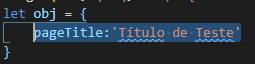 let obj = {
pageTitle:'Título de Teste'
}